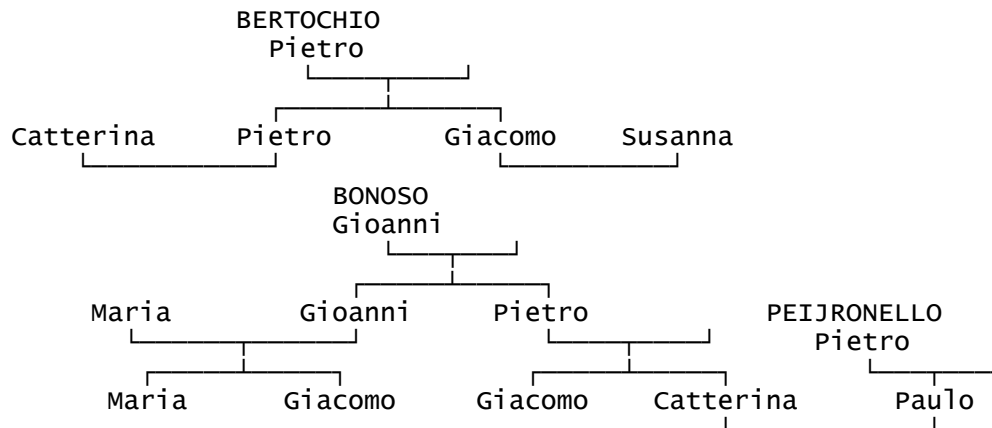 BERTOCHIO
Pietro
Catterina Pietro Giacomo Susanna
BONOSO
Gioanni
Maria Gioanni Pietro PEIJRONELLO
Pietro
Maria Giacomo Giacomo Catterina Paulo